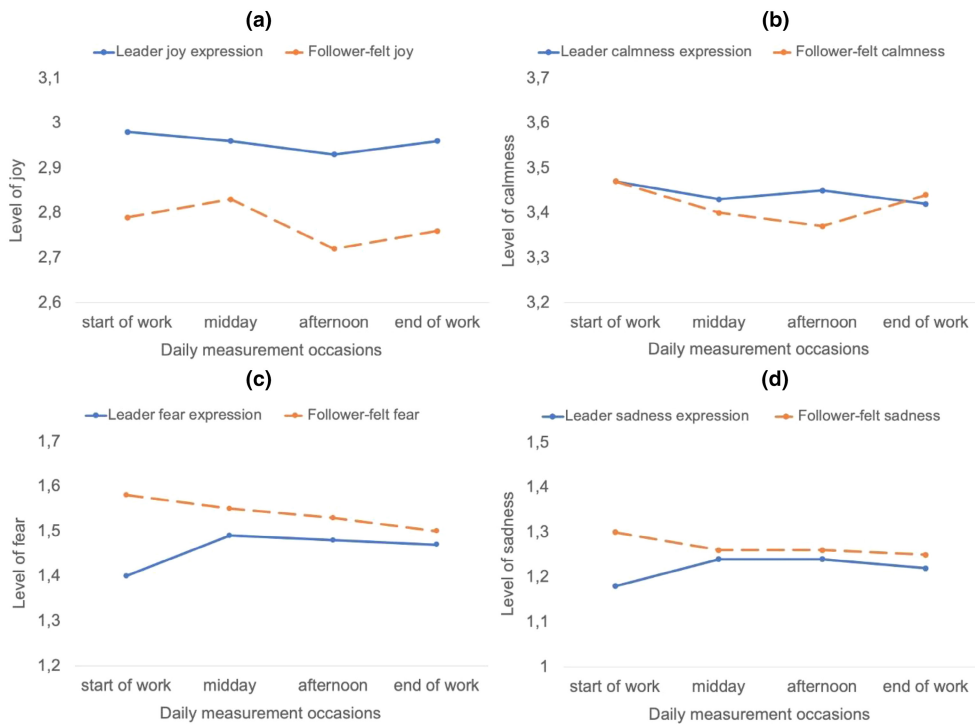 (a)
Leader joy expression Follower-felt joy
3,1
3
2,9
2,8
2,7
2,6
Level of joy
start of work midday afternoon end of work
Daily measurement occasions
(b)
Leader calmness expression Follower-felt calmness
3,7
3,6
3,5
3,4
3,3
3,2
Level of calmness
start of work midday afternoon end of work
Daily measurement occasions
(c)
Leader fear expression Follower-felt fear
1,7
1,6
1,5
1,4
1,3
1,2
Level of fear
start of work midday afternoon end of work
Daily measurement occasions
(d)
Leader sadness expression Follower-felt sadness
1,5
1,4
1,3
1,2
1,1
1
Level of sadness
start of work midday afternoon end of work
Daily measurement occasions